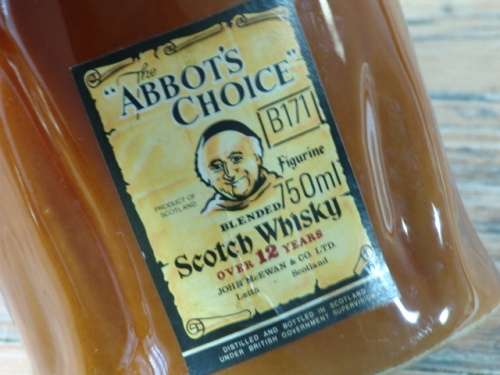 The
"ABBOT'S
CHOICE"
B171
Figurine
750ml
PRODUCT OF
SCOTLAND
BLENDED
Scotch Whisky
OVER 12 YEARS
JOHN McEWAN & CO. LTD.
Leith Scotland
DISTILLED AND BOTTLED IN SCOTLAND
UNDER BRITISH GOVERNMENT SUPERVISION